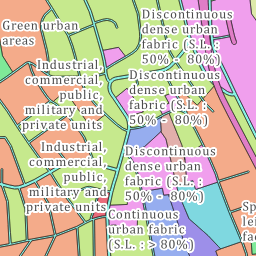 Green urban
areas
Discontinuous
dense urban
fabric (S.L. :
50% -  80%)
Industrial,
commercial,
public,
military and
private units
Discontinuous
dense urban
fabric (S.L. :
50% -  80%)
Industrial,
commercial,
public,
military and
private units
Discontinuous
dense urban
fabric (S.L. :
50% -  80%)
Continuous
urban fabric
(S.L. : > 80%)